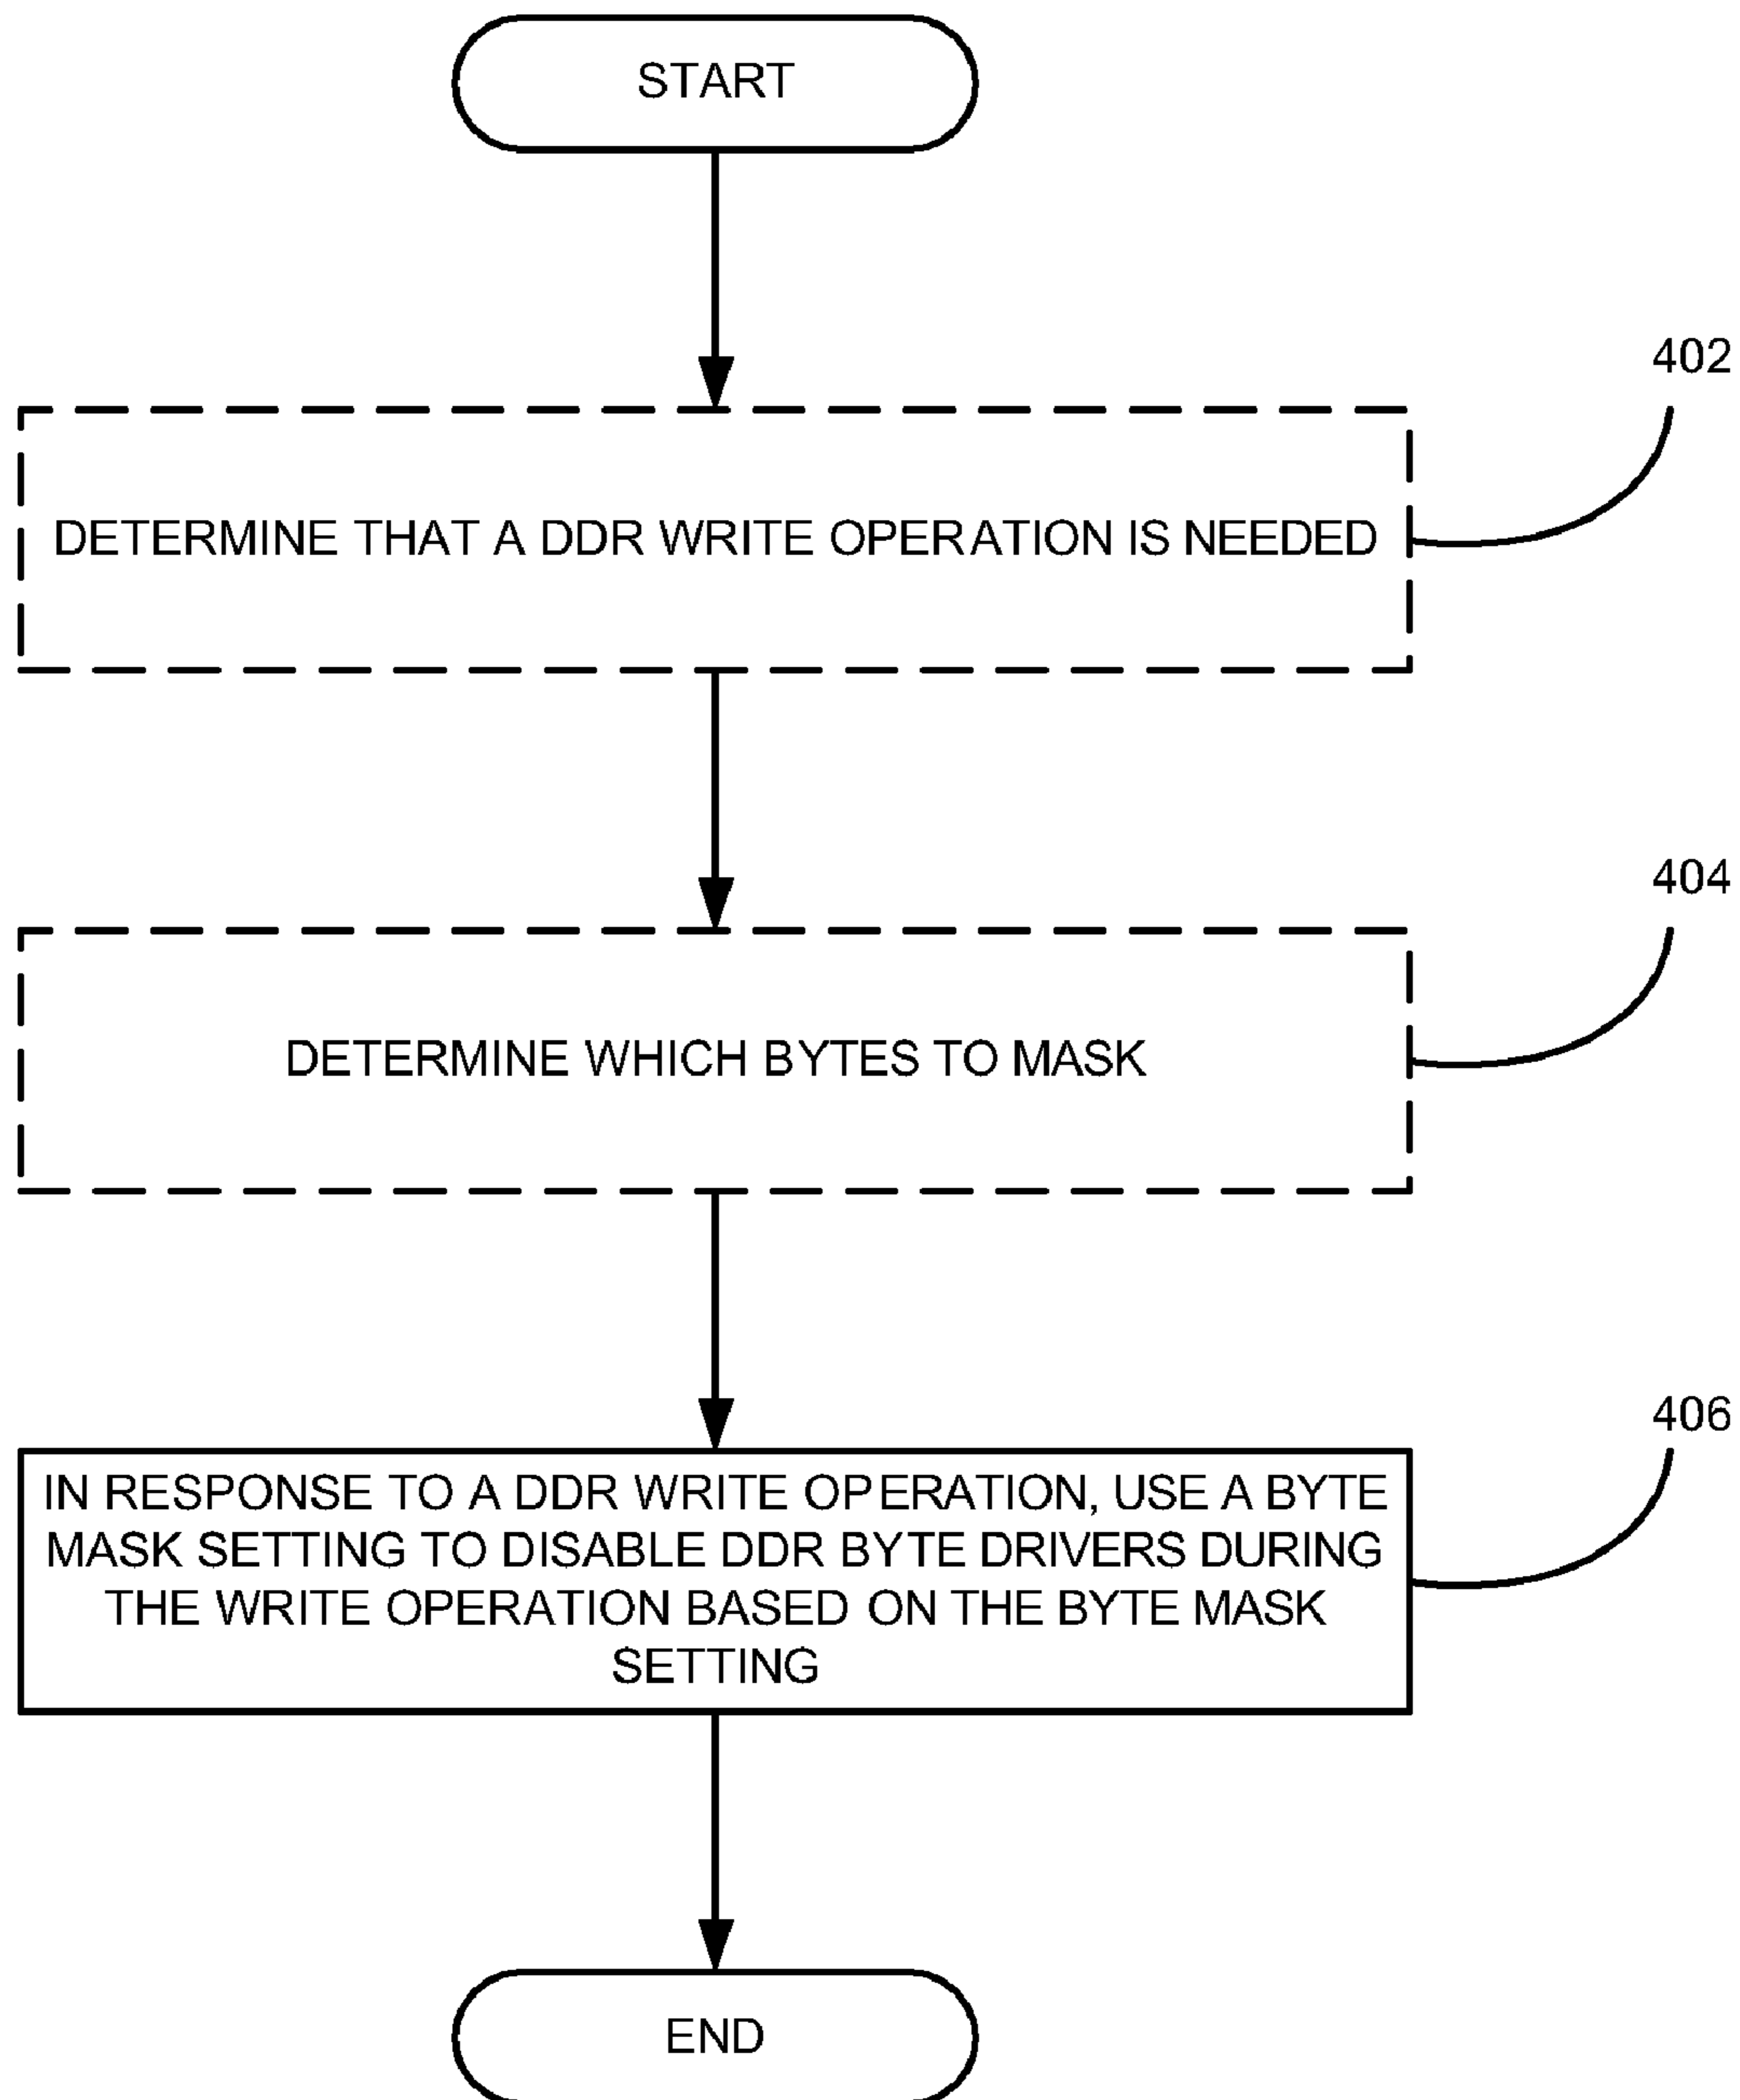 START
402
DETERMINE THAT A DDR WRITE OPERATION IS NEEDED
404
DETERMINE WHICH BYTES TO MASK
406
IN RESPONSE TO A DDR WRITE OPERATION, USE A BYTE
MASK SETTING TO DISABLE DDR BYTE DRIVERS DURING
THE WRITE OPERATION BASED ON THE BYTE MASK
SETTING
END